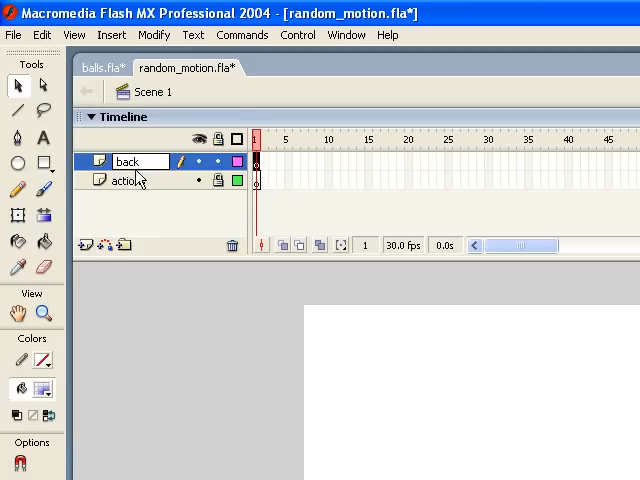 Macromedia Flash MX Professional 2004 - [random_motion.fla*]
File Edit View Insert Modify Text Commands Control Window Help
Tools
balls.fla* random_motion.fla*
Scene 1
Timeline
1 5 10 15 20 25 30 35 40 45
back
action
1 30.0 fps 0.0s
View
Colors
Options